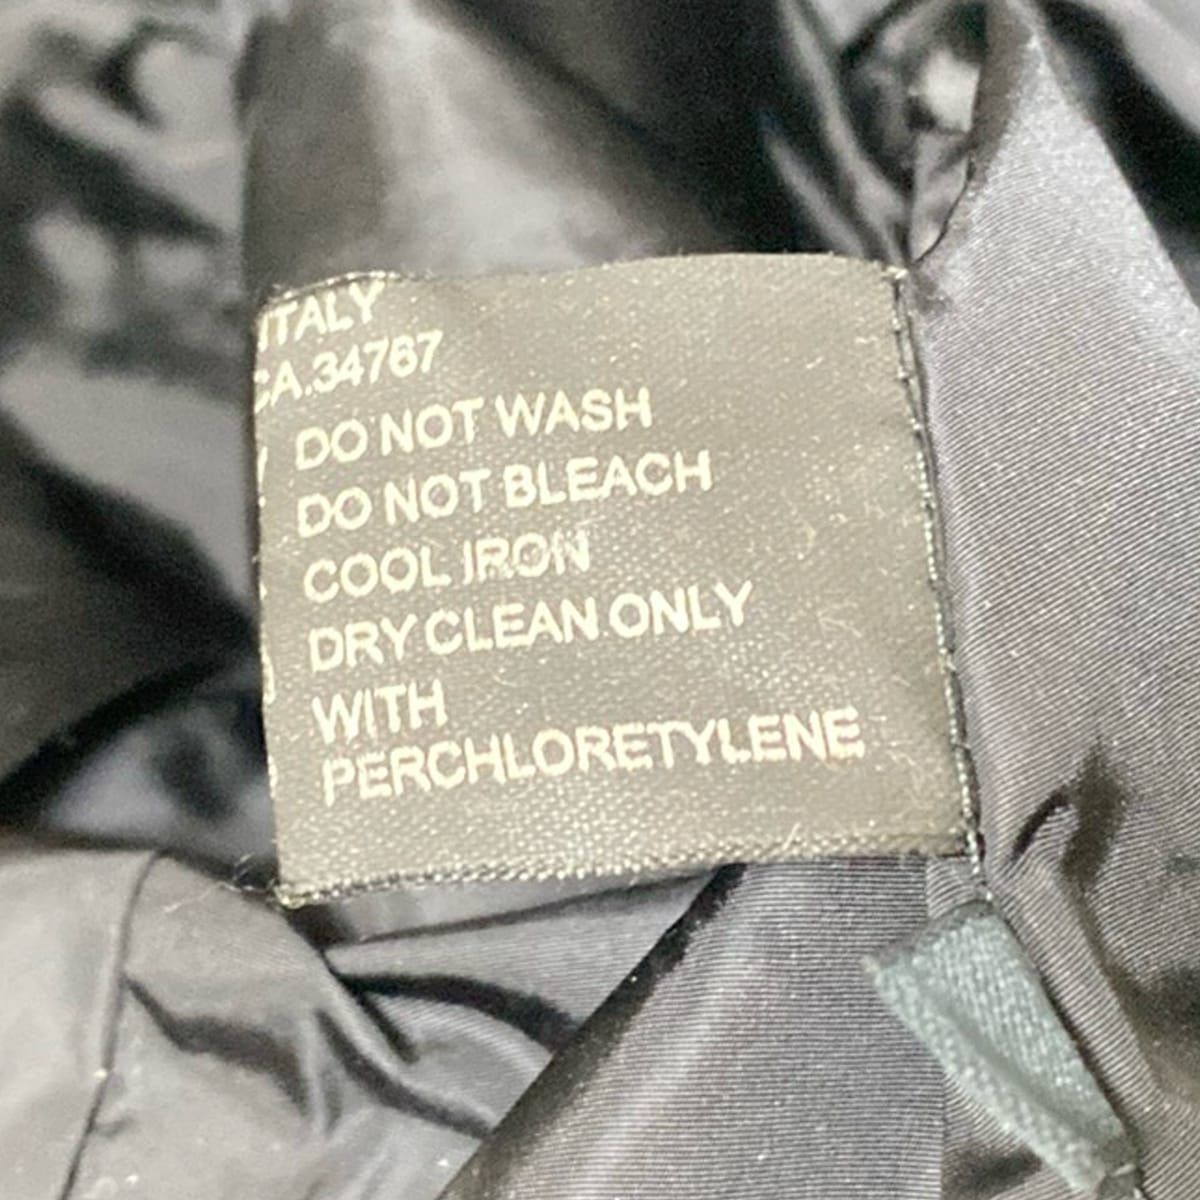 ITALY
CA.34767
DO NOT WASH
DO NOT BLEACH
COOL IRON
DRY CLEAN ONLY
WITH
PERCHLORETYLENE